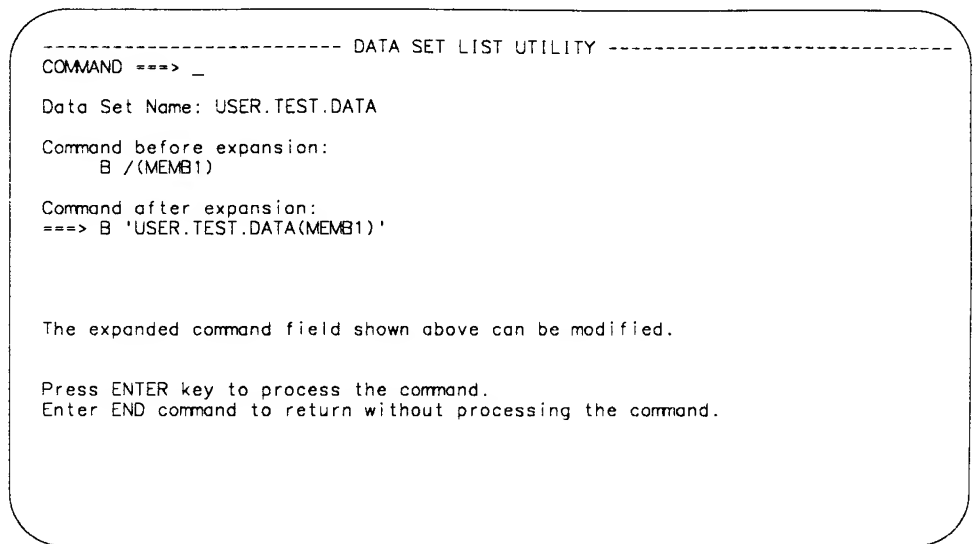 -------------------------- DATA SET LIST UTILITY ------------------------------
COMMAND ===> _
Data Set Name: USER.TEST.DATA
Command before expansion:
B /(MEMB1)
Command after expansion:
===> B 'USER.TEST.DATA(MEMB1)'
The expanded command field shown above can be modified.
Press ENTER key to process the command.
Enter END command to return without processing the command.